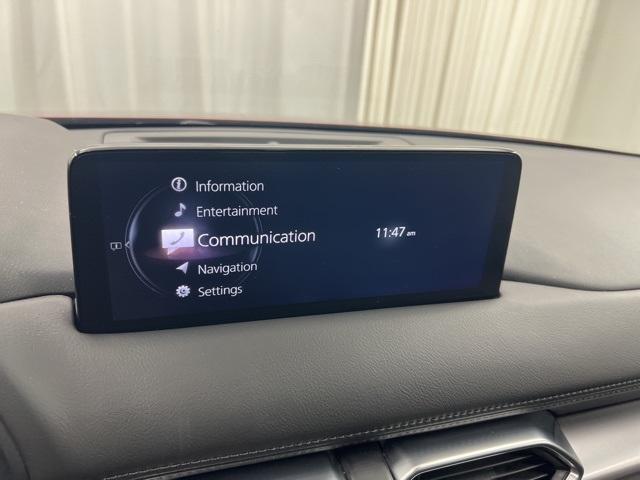 Information
Entertainment
Communication
11:47 am
Navigation
Settings